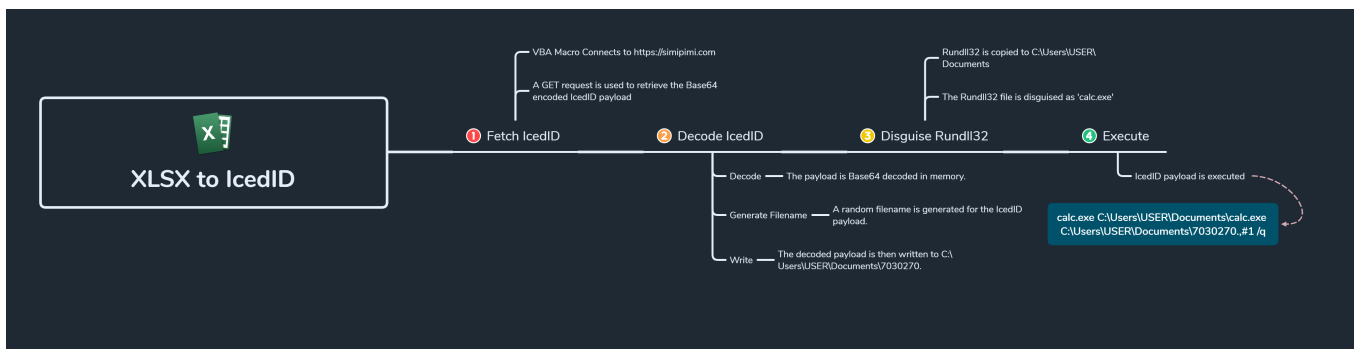 X
XLSX to IcedID
1 Fetch IcedID
VBA Macro Connects to https://simipimi.com
A GET request is used to retrieve the Base64
encoded IcedID payload
2 Decode IcedID
Decode
The payload is Base64 decoded in memory.
Generate Filename
A random filename is generated for the IcedID
payload.
Write
The decoded payload is then written to C:\
Users\USER\Documents\7030270.
3 Disguise Rundll32
Rundll32 is copied to C:\Users\USER\
Documents
The Rundll32 file is disguised as 'calc.exe'
4 Execute
IcedID payload is executed
calc.exe C:\Users\USER\Documents\calc.exe
C:\Users\USER\Documents\7030270.,#1 /q